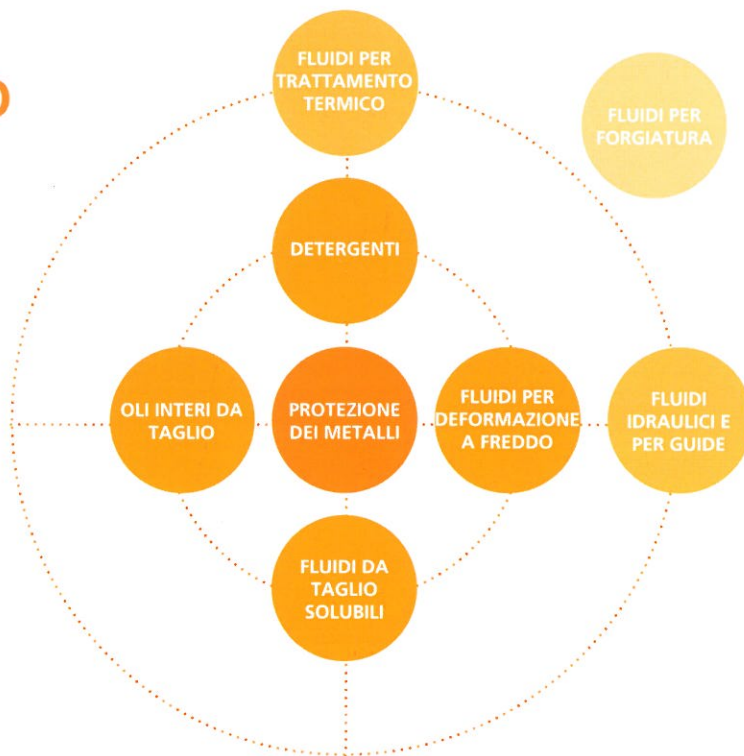 FLUIDI PER
TRATTAMENTO
TERMICO
FLUIDI PER
FORGIATURA
DETERGENTI
OLI INTERI DA
TAGLIO
PROTEZIONE
DEI METALLI
FLUIDI PER
DEFORMAZIONE
A FREDDO
FLUIDI
IDRAULICI E
PER GUIDE
FLUIDI DA
TAGLIO
SOLUBILI